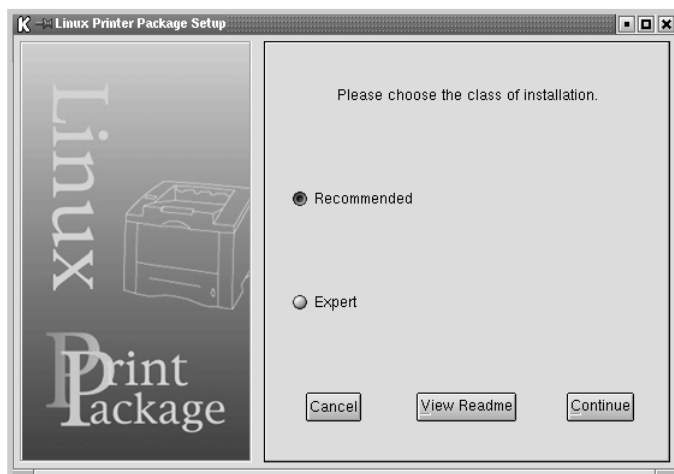 Linux Printer Package Setup
Linux
Print
Package
Please choose the class of installation.
Recommended
Expert
Cancel
View Readme
Continue